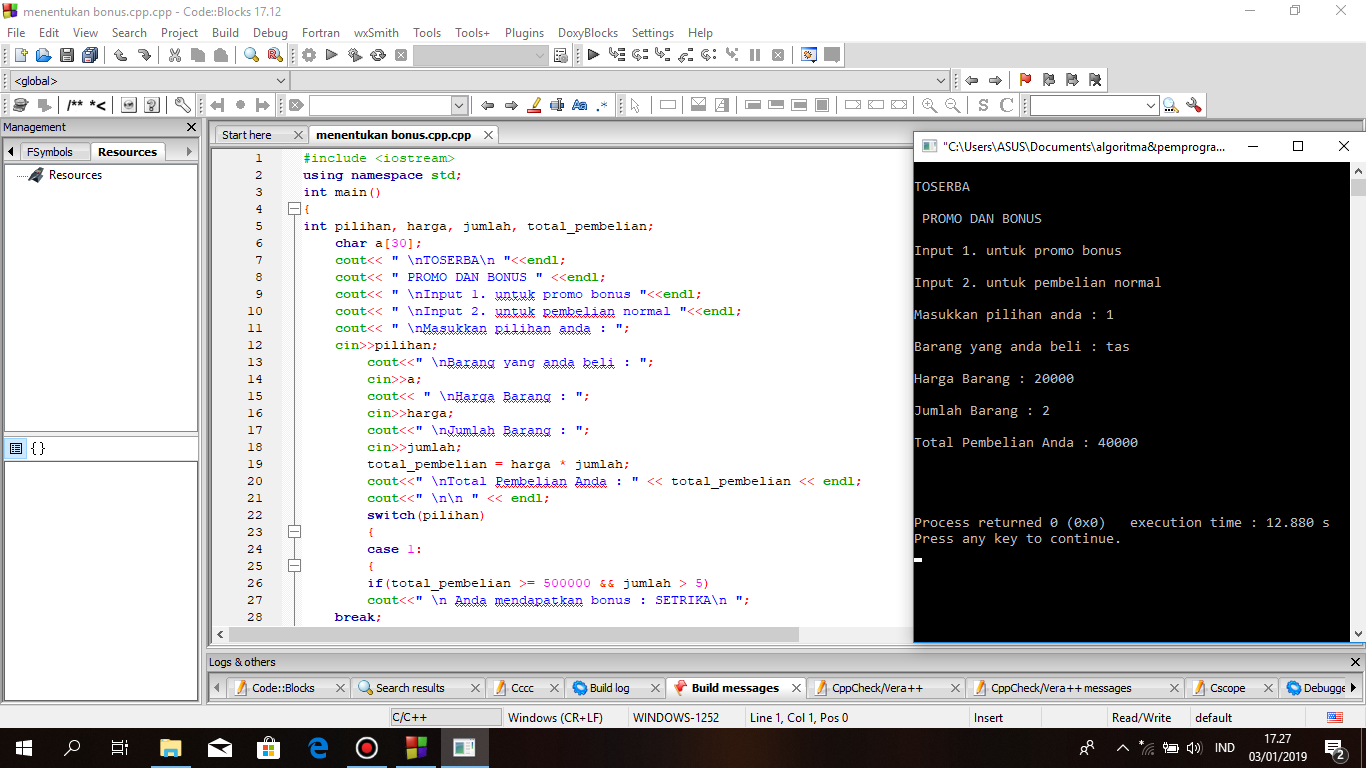 menentukan bonus.cpp.cpp - Code::Blocks 17.12
File Edit View Search Project Build Debug Fortran wxSmith Tools Tools+ Plugins DoxyBlocks Settings Help
<global>
/** *<
S C
Management
FSymbols Resources
Resources
{}
Start here menentukan bonus.cpp.cpp
1 #include <iostream>
2 using namespace std;
3 int main()
4 {
5 int pilihan, harga, jumlah, total_pembelian;
6 char a[30];
7 cout<< " \nTOSERBA\n "<<endl;
8 cout<< " PROMO DAN BONUS " <<endl;
9 cout<< " \nInput 1. untuk promo bonus "<<endl;
10 cout<< " \nInput 2. untuk pembelian normal "<<endl;
11 cout<< " \nMasukkan pilihan anda : ";
12 cin>>pilihan;
13 cout<<" \nBarang yang anda beli : ";
14 cin>>a;
15 cout<< " \nHarga Barang : ";
16 cin>>harga;
17 cout<<" \nJumlah Barang : ";
18 cin>>jumlah;
19 total_pembelian = harga * jumlah;
20 cout<<" \nTotal Pembelian Anda : " << total_pembelian << endl;
21 cout<<" \n\n " << endl;
22 switch(pilihan)
23 {
24 case 1:
25 {
26 if(total_pembelian >= 500000 && jumlah > 5)
27 cout<<" \n Anda mendapatkan bonus : SETRIKA\n ";
28 break;
"C:\Users\ASUS\Documents\algoritma&pemprogra...
TOSERBA
PROMO DAN BONUS
Input 1. untuk promo bonus
Input 2. untuk pembelian normal
Masukkan pilihan anda : 1
Barang yang anda beli : tas
Harga Barang : 20000
Jumlah Barang : 2
Total Pembelian Anda : 40000
Process returned 0 (0x0) execution time : 12.880 s
Press any key to continue.
Logs & others
Code::Blocks Search results Cccc Build log Build messages CppCheck/Vera++ CppCheck/Vera++ messages Cscope Debugge
C/C++ Windows (CR+LF) WINDOWS-1252 Line 1, Col 1, Pos 0 Insert Read/Write default
IND
17.27
03/01/2019
2